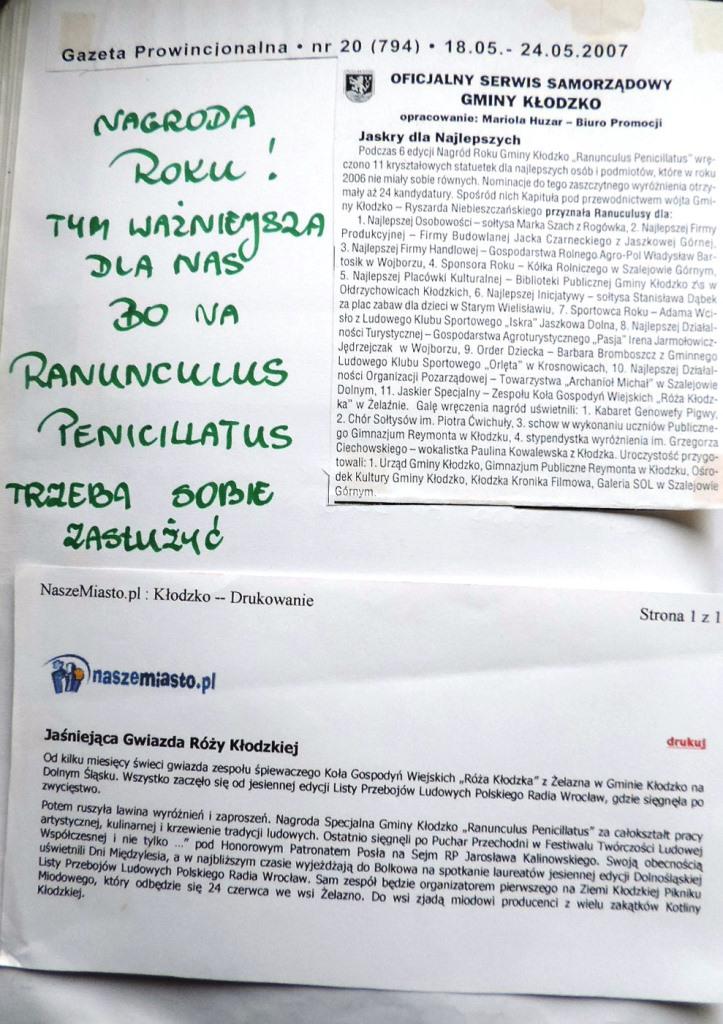 Gazeta Prowincjonalna • nr 20 (794) • 18.05.- 24.05.2007
NAGRODA
ROKU!
TYM WAŻNIEJSZA
DLA NAS
BO NA
RANUNCULUS
PENICILLATUS
TRZEBA SOBIE
ZASŁUŻYĆ
OFICJALNY SERWIS SAMORZĄDOWY
GMINY KŁODZKO
opracowanie: Mariola Huzar – Biuro Promocji
Jaskry dla Najlepszych
Podczas 6 edycji Nagród Roku Gminy Kłodzko „Ranunculus Penicillatus" wrę-
czono 11 kryształowych statuetek dla najlepszych osób i podmiotów, które w roku
2006 nie miały sobie równych. Nominacje do tego zaszczytnego wyróżnienia otrzy-
mały aż 24 kandydatury. Spośród nich Kapituła pod przewodnictwem wójta Gmi-
ny Kłodzko – Ryszarda Niebieszczańskiego przyznała Ranuculusy dla:
1. Najlepszej Osobowości – sołtysa Marka Szach z Rogówka, 2. Najlepszej Firmy
Produkcyjnej – Firmy Budowlanej Jacka Czarneckiego z Jaszkowej Górnej,
3. Najlepszej Firmy Handlowej – Gospodarstwa Rolnego Agro-Pol Władysław Bar-
tosik w Wojborzu, 4. Sponsora Roku – Kółka Rolniczego w Szalejowie Górnym,
5. Najlepszej Placówki Kulturalnej – Biblioteki Publicznej Gminy Kłodzko z/s w
Ołdrzychowicach Kłodzkich, 6. Najlepszej Inicjatywy – sołtysa Stanisława Dąbek
za plac zabaw dla dzieci w Starym Wielisławiu, 7. Sportowca Roku – Adama Wci-
sło z Ludowego Klubu Sportowego „Iskra" Jaszkowa Dolna, 8. Najlepszej Działal-
ności Turystycznej – Gospodarstwa Agroturystycznego „Pasja" Irena Jarmołowicz-
Jędrzejczak w Wojborzu, 9. Order Dziecka – Barbara Bromboszcz z Gminnego
Ludowego Klubu Sportowego „Orlęta" w Krosnowicach, 10. Najlepszej Działal-
ności Organizacji Pozarządowej – Towarzystwa „Archanioł Michał" w Szalejowie
Dolnym, 11. Jaskier Specjalny – Zespołu Koła Gospodyń Wiejskich „Róża Kłodz-
ka" w Żelaźnie. Galę wręczenia nagród uświetnili: 1. Kabaret Genowefy Pigwy,
2. Chór Sołtysów im. Piotra Ćwichuły, 3. schow w wykonaniu uczniów Publiczne-
go Gimnazjum Reymonta w Kłodzku, 4. stypendystka wyróżnienia im. Grzegorza
Ciechowskiego – wokalistka Paulina Kowalewska z Kłodzka. Uroczystość przygo-
towali: 1. Urząd Gminy Kłodzko, Gimnazjum Publiczne Reymonta w Kłodzku, Ośro-
dek Kultury Gminy Kłodzko, Kłodzka Kronika Filmowa, Galeria SOL w Szalejowie
Górnym.
NaszeMiasto.pl : Kłodzko -- Drukowanie
Strona 1 z 1
naszemiasto.pl
Jaśniejąca Gwiazda Róży Kłodzkiej
drukuj
Od kilku miesięcy świeci gwiazda zespołu śpiewaczego Koła Gospodyń Wiejskich „Róża Kłodzka" z Żelazna w Gminie Kłodzko na
Dolnym Śląsku. Wszystko zaczęło się od jesiennej edycji Listy Przebojów Ludowych Polskiego Radia Wrocław, gdzie sięgnęła po
zwycięstwo.
Potem ruszyła lawina wyróżnień i zaproszeń. Nagroda Specjalna Gminy Kłodzko „Ranunculus Penicillatus" za całokształt pracy
artystycznej, kulinarnej i krzewienie tradycji ludowych. Ostatnio sięgnęli po Puchar Przechodni w Festiwalu Twórczości Ludowej
Współczesnej i nie tylko ..." pod Honorowym Patronatem Posła na Sejm RP Jarosława Kalinowskiego. Swoją obecnością
uświetnili Dni Międzylesia, a w najbliższym czasie wyjeżdżają do Bolkowa na spotkanie laureatów jesiennej edycji Dolnośląskiej
Listy Przebojów Ludowych Polskiego Radia Wrocław. Sam zespół będzie organizatorem pierwszego na Ziemi Kłodzkiej Pikniku
Miodowego, który odbędzie się 24 czerwca we wsi Żelazno. Do wsi zjadą miodowi producenci z wielu zakątków Kotliny
Kłodzkiej.